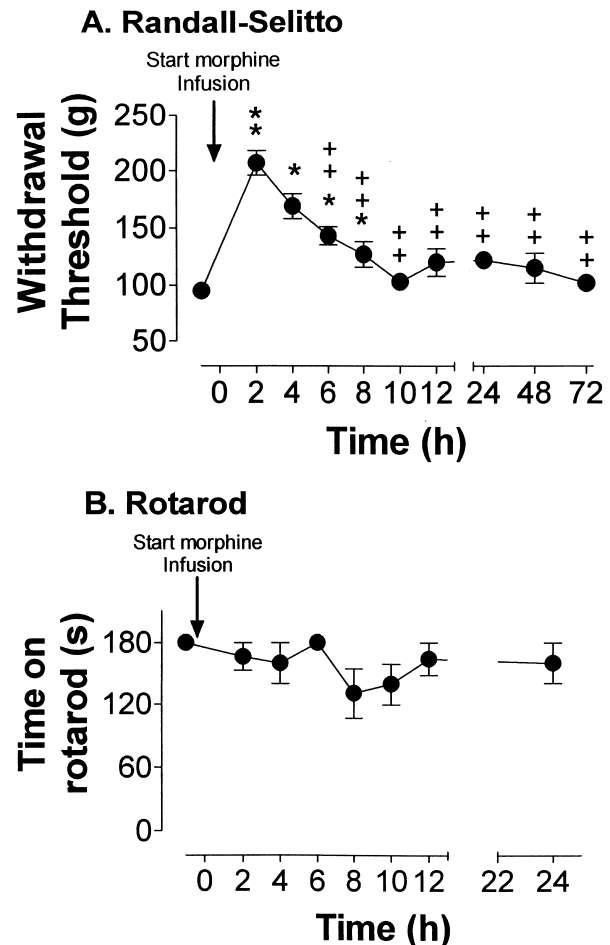 A. Randall-Selitto
Start morphine
Infusion
Withdrawal
Threshold (g)
250
200
150
100
50
*
*
*
+
+
*
+
+
*
+
+
+
+
+
+
+
+
+
+
0 2 4 6 8 10 12 24 48 72
Time (h)
B. Rotarod
Start morphine
Infusion
Time on
rotarod (s)
180
120
60
0
0 2 4 6 8 10 12 22 24
Time (h)